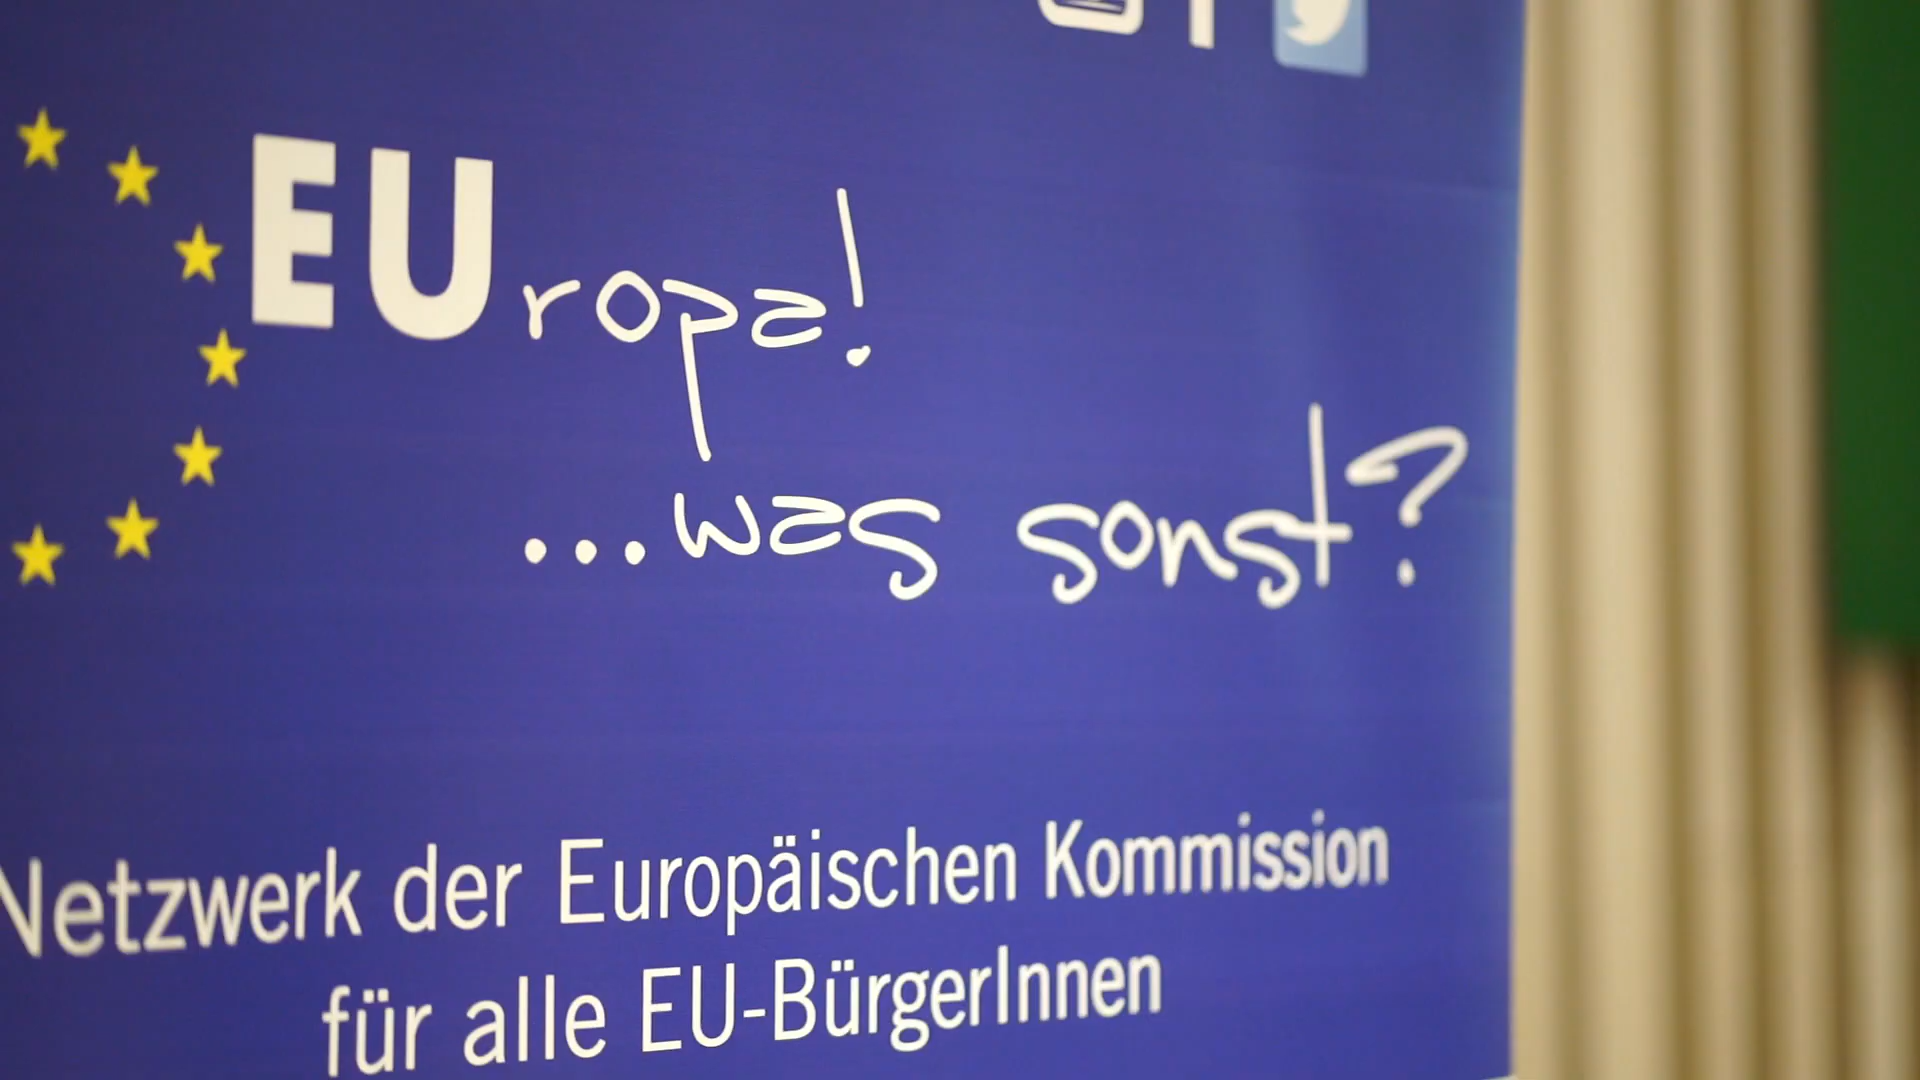 EUropa!
...was sonst?
Netzwerk der Europäischen Kommission
für alle EU-BürgerInnen